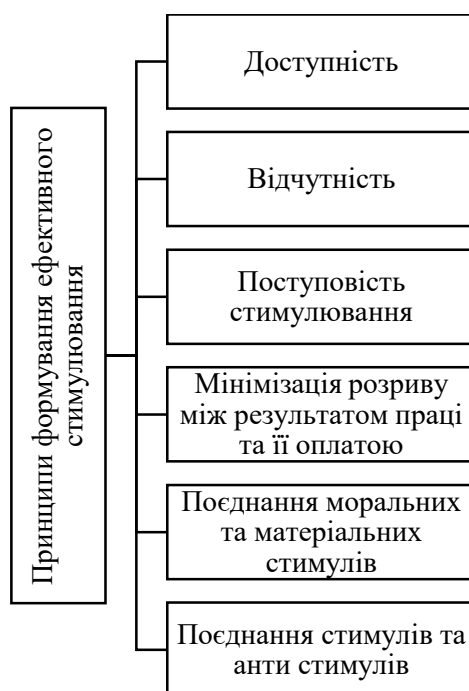 Принципи формування ефективного
стимулювання
Доступність
Відчутність
Поступовість
стимулювання
Мінімізація розриву
між результатом праці
та її оплатою
Поєднання моральних
та матеріальних
стимулів
Поєднання стимулів та
анти стимулів